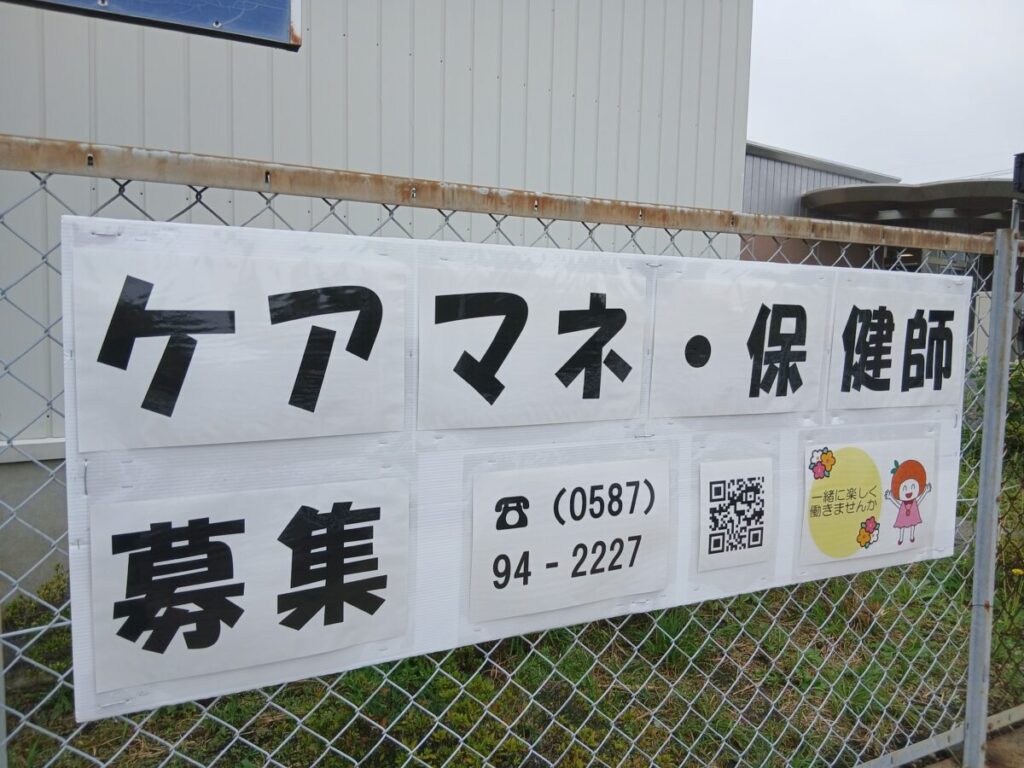 ケアマネ・保健師
募集
☎(0587)
94-2227
一緒に楽しく
働きませんか